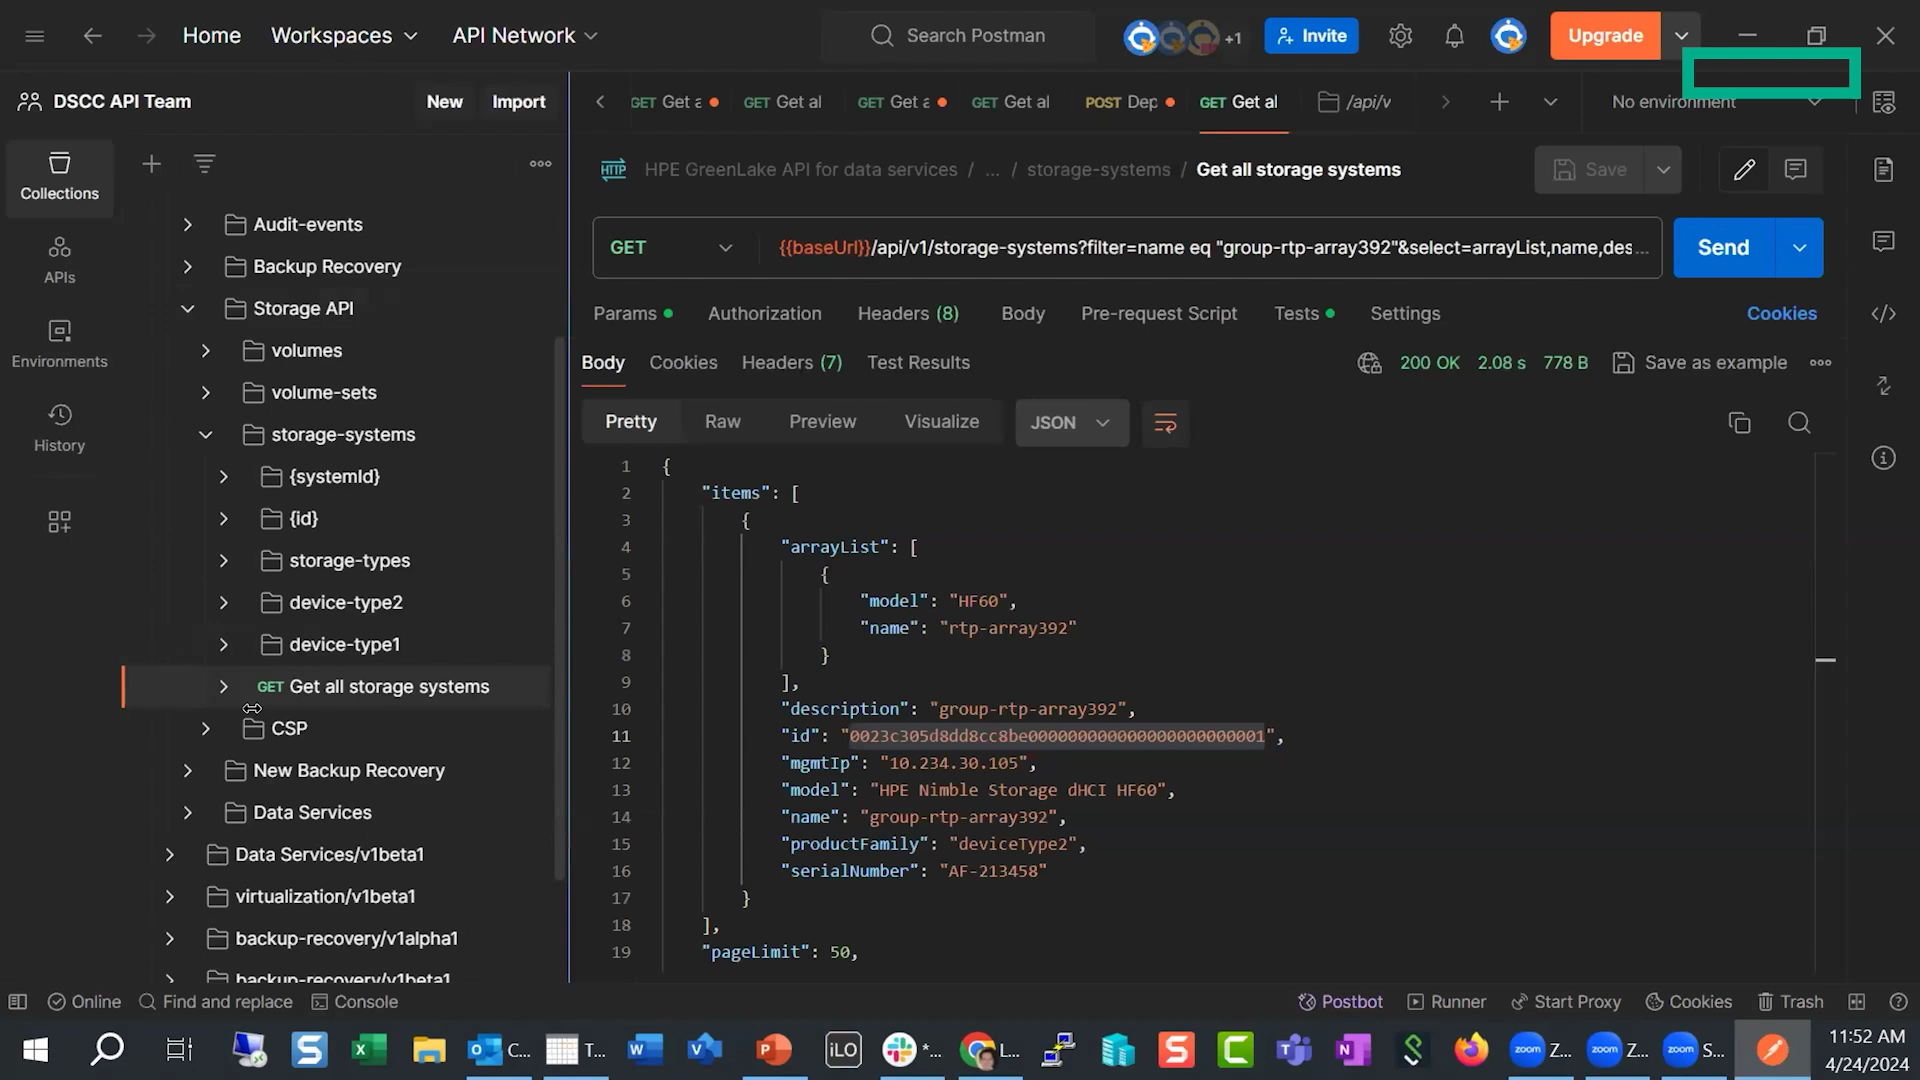 Home Workspaces API Network Search Postman +1 Invite Upgrade
DSCC API Team New Import
GET Get a GET Get al GET Get a GET Get al POST Dep GET Get al /api/v No environment
Collections
APIs
Environments
History
Audit-events
Backup Recovery
Storage API
volumes
volume-sets
storage-systems
{systemId}
{id}
storage-types
device-type2
device-type1
GET Get all storage systems
CSP
New Backup Recovery
Data Services
Data Services/v1beta1
virtualization/v1beta1
backup-recovery/v1alpha1
backup-recovery/v1beta1
HTTP HPE GreenLake API for data services / ... / storage-systems / Get all storage systems Save
GET {{baseUrl}}/api/v1/storage-systems?filter=name eq "group-rtp-array392"&select=arrayList,name,des... Send
Params Authorization Headers (8) Body Pre-request Script Tests Settings Cookies
Body Cookies Headers (7) Test Results 200 OK 2.08 s 778 B Save as example
Pretty Raw Preview Visualize JSON
1 {
2 "items": [
3 {
4 "arrayList": [
5 {
6 "model": "HF60",
7 "name": "rtp-array392"
8 }
9 ],
10 "description": "group-rtp-array392",
11 "id": "0023c305d8dd8cc8be000000000000000000000001",
12 "mgmtIp": "10.234.30.105",
13 "model": "HPE Nimble Storage dHCI HF60",
14 "name": "group-rtp-array392",
15 "productFamily": "deviceType2",
16 "serialNumber": "AF-213458"
17 }
18 ],
19 "pageLimit": 50,
Online Find and replace Console Postbot Runner Start Proxy Cookies Trash
C... T... iLO *... L... zoom Z... zoom Z... zoom S...
11:52 AM
4/24/2024